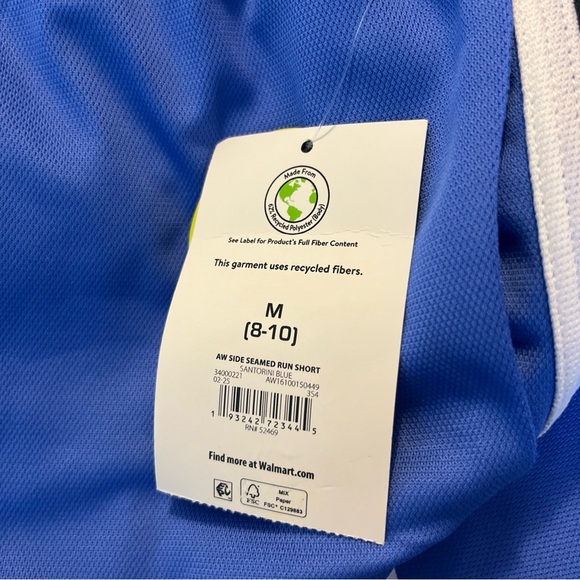 Made From
62% Recycled Polyester (Body)
See Label for Product's Full Fiber Content
This garment uses recycled fibers.
M
(8-10)
AW SIDE SEAMED RUN SHORT
SANTORINI BLUE
34000221 AW16100150449
02-25 354
1 93242 72344 5
RN# 52469
Find more at Walmart.com
FSC
MIX
Paper
FSC® C129883